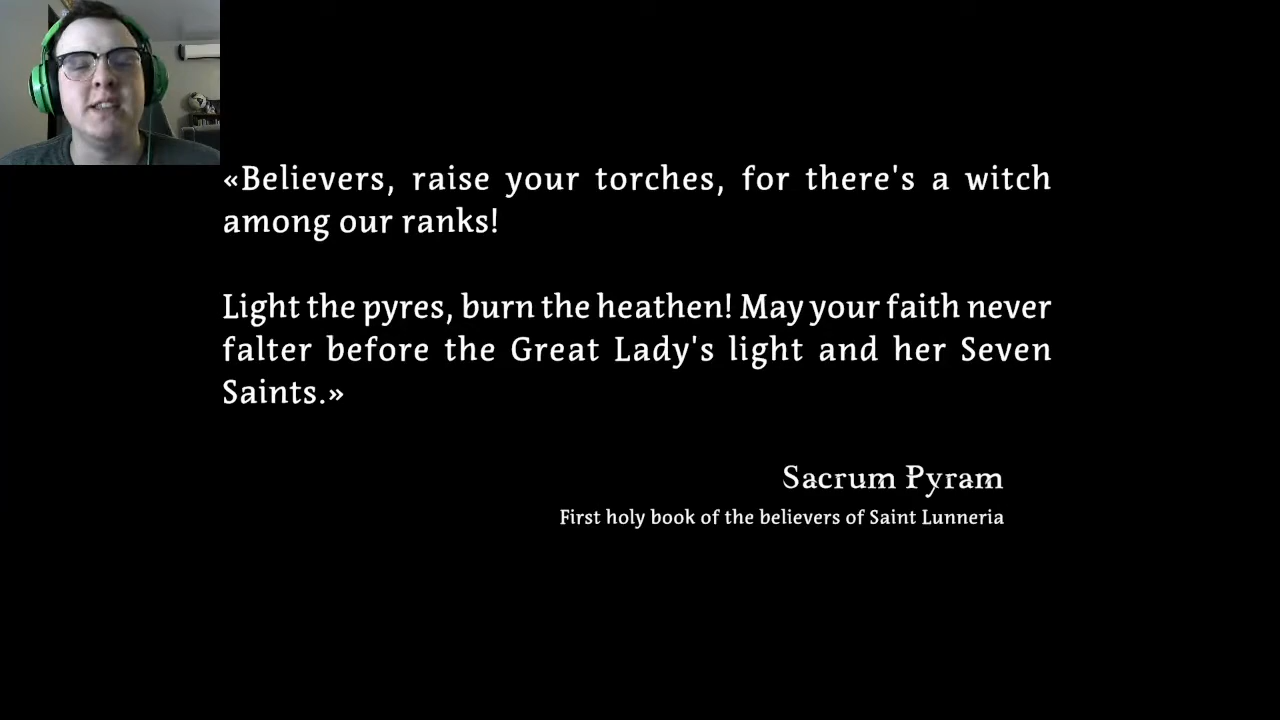 «Believers, raise your torches, for there's a witch
among our ranks!
Light the pyres, burn the heathen! May your faith never
falter before the Great Lady's light and her Seven
Saints.»
Sacrum Pyram
First holy book of the believers of Saint Lunneria